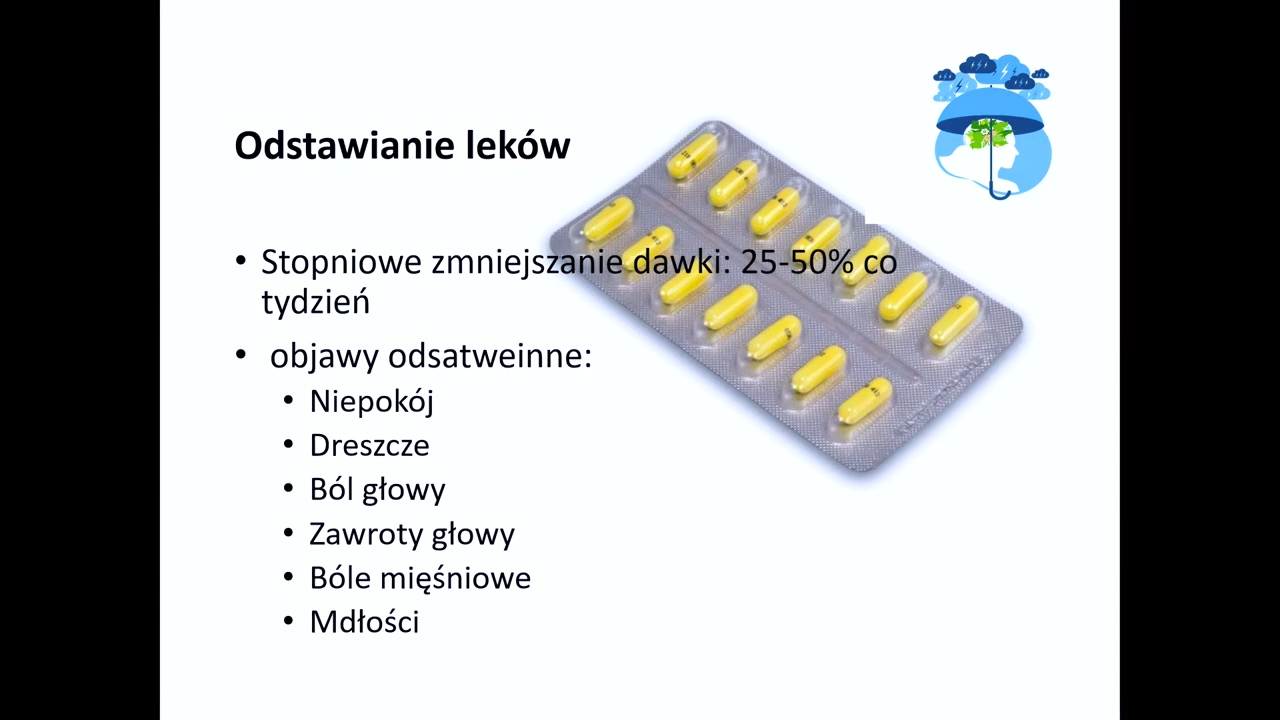 Odstawianie leków
• Stopniowe zmniejszanie dawki: 25-50% co
tydzień
• objawy odsatweinne:
• Niepokój
• Dreszcze
• Ból głowy
• Zawroty głowy
• Bóle mięśniowe
• Mdłości